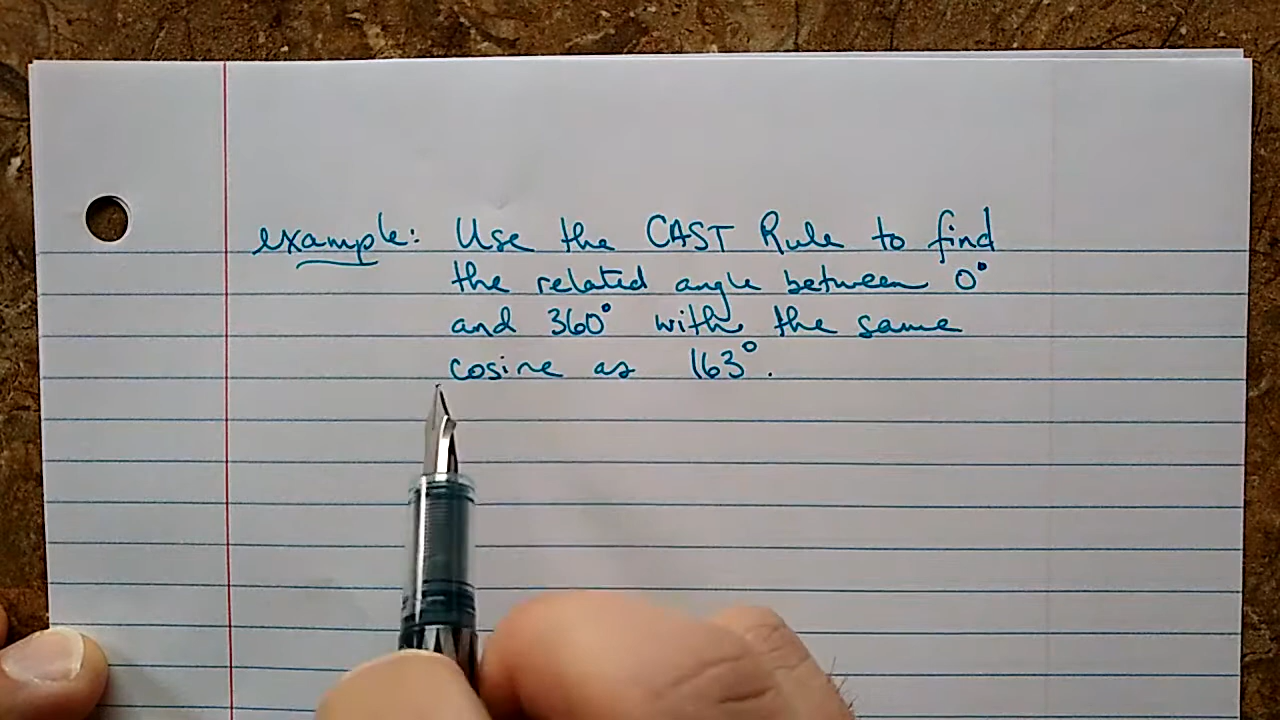 example: Use the CAST Rule to find
the related angle between 0°
and 360° with the same
cosine as 163°.